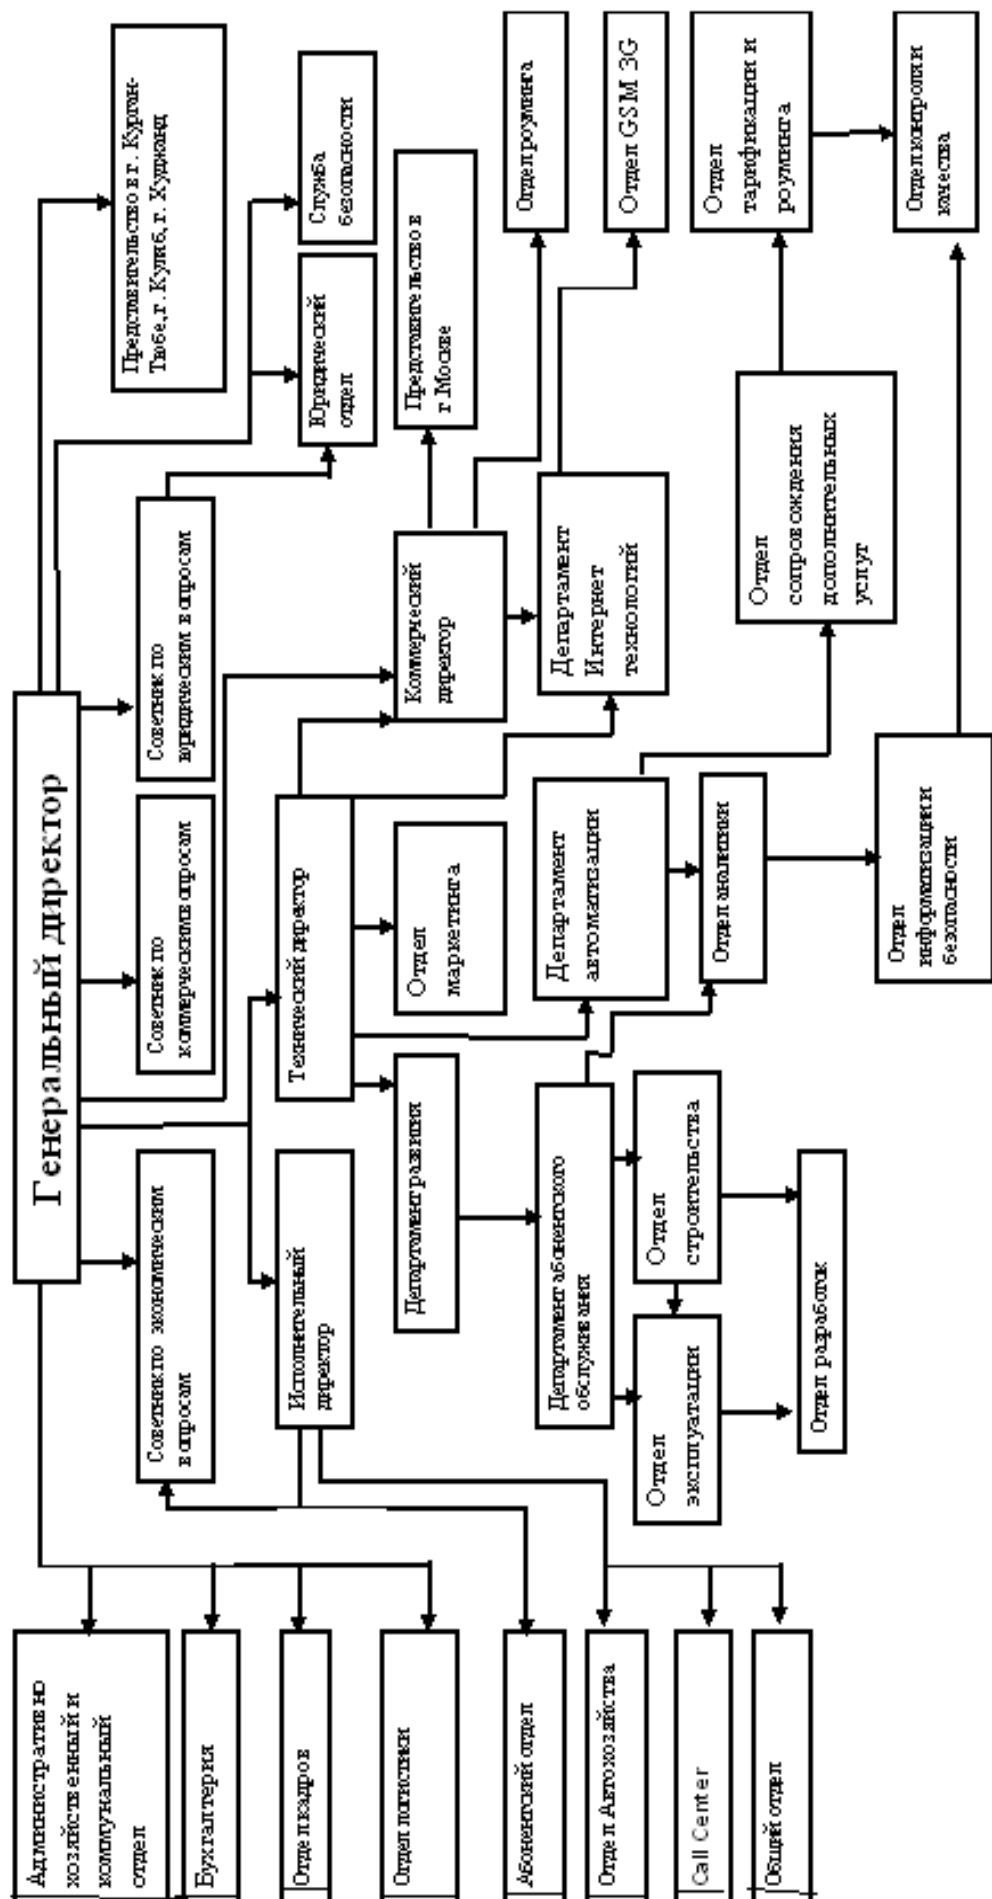 Генеральный директор
Представительство в г. Курган-
Тюбе, г. Куляб, г. Худжанд
Советник по экономическим
вопросам
Советник по
коммерческим вопросам
Советник по
юридическим вопросам
Исполнительный
директор
Технический директор
Юридический
отдел
Служба
безопасности
Департамент развития
Отдел
маркетинга
Коммерческий
директор
Представительство в
г. Москве
Департамент абонентского
обслуживания
Департамент
автоматизации
Департамент
Интернет
технологий
Отдел роуминга
Отдел GSM 3G
Отдел
эксплуатации
Отдел
строительства
Отдел аналитики
Отдел
сопровождения
дополнительных
услуг
Отдел
тарификации и
роуминга
Отдел разработок
Отдел
информатизации и
безопасности
Отдел контроля и
качества
Административно
хозяйственный и
коммунальный
отдел
Бухгалтерия
Отдел кадров
Отдел логистики
Абонентский отдел
Отдел Автохозяйства
Call Center
Общий отдел